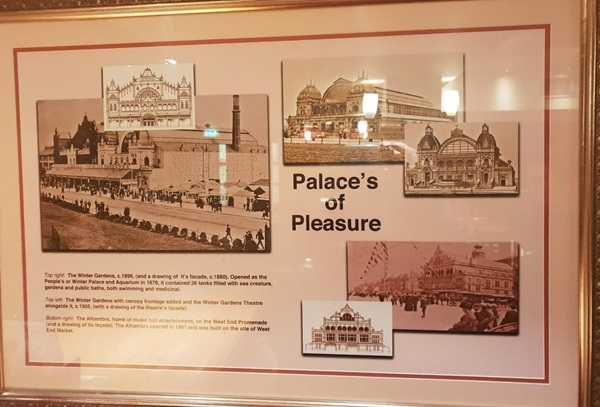 Palace's
of
Pleasure
Top right: The Winter Gardens, c.1890, (and a drawing of it's facade, c.1880). Opened as the
People's or Winter Palace and Aquarium in 1878, it contained 26 tanks filled with sea creature,
gardens and public baths, both swimming and medicinal.
Top left: The Winter Gardens with canopy frontage added and the Winter Gardens Theatre
alongside it, c.1905, (with a drawing of the theatre's facade).
Bottom right: The Alhambra, home of music hall entertainment, on the West End Promenade
(and a drawing of its façade). The Alhambra opened in 1901 and was built on the site of West
End Market.